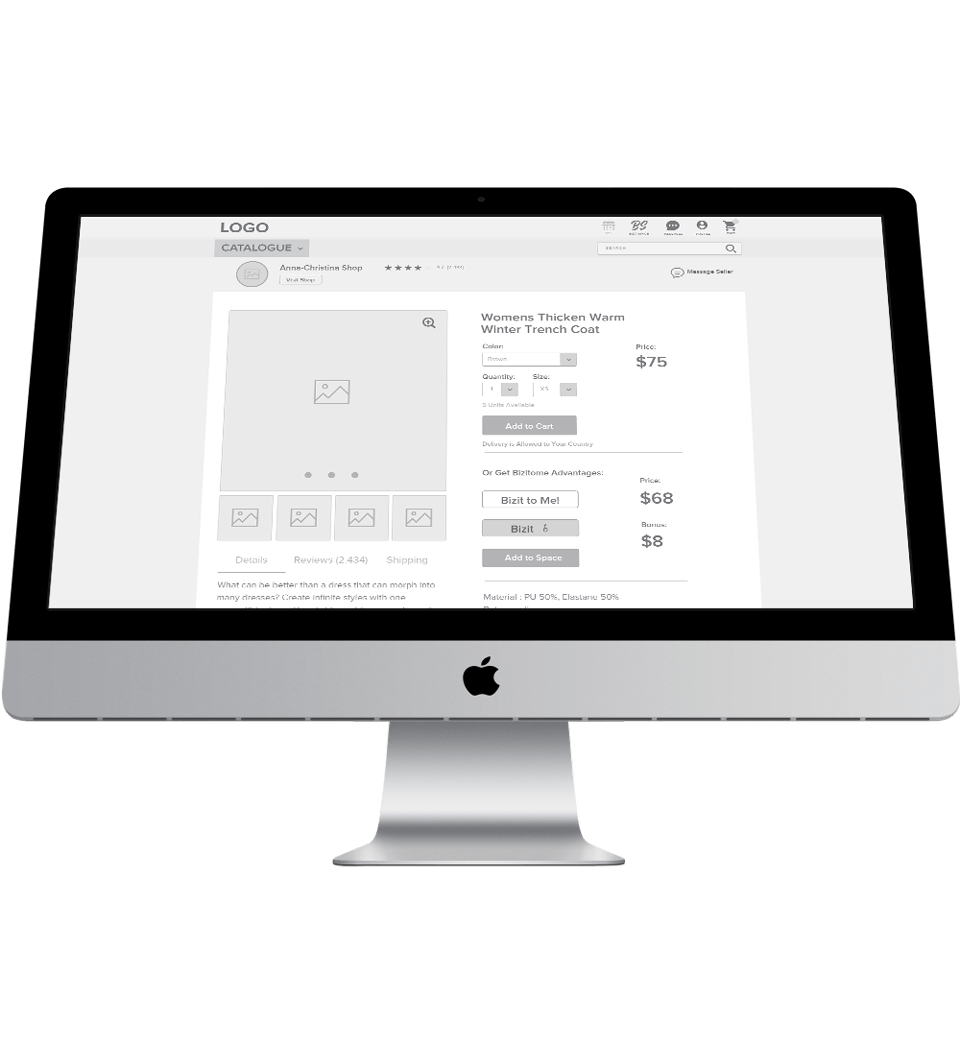 LOGO
BS
CATALOGUE
Anna-Christina Shop
Visit Shop
Message Seller
Womens Thicken Warm
Winter Trench Coat
Color:
Brown
Price:
$75
Quantity:
Size:
1
XS
5 Units Available
Add to Cart
Delivery is Allowed to Your Country
Or Get Bizitome Advantages:
Price:
Bizit to Me!
$68
Bizit 6
Bonus:
$8
Add to Space
Details
Reviews (2,434)
Shipping
What can be better than a dress that can morph into
many dresses? Create infinite styles with one
Material : PU 50%, Elastane 50%